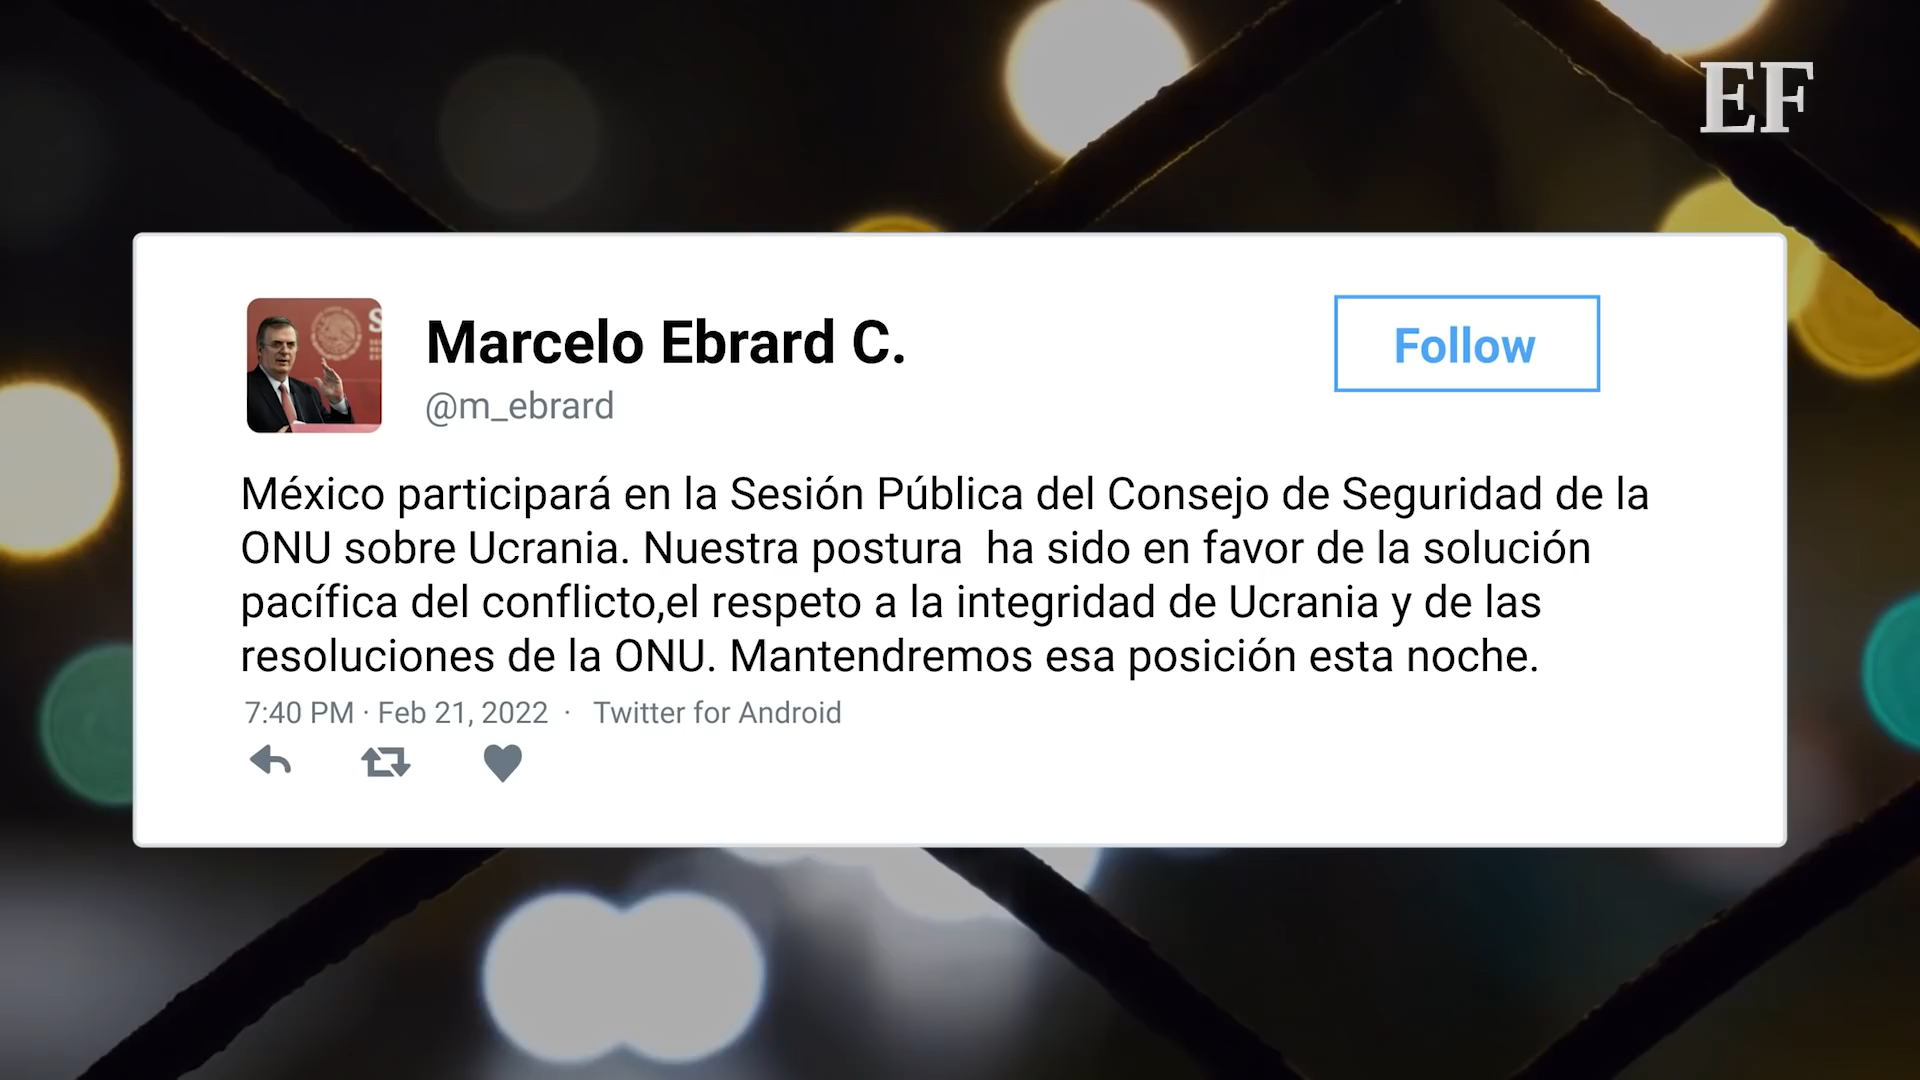 EF
Marcelo Ebrard C.
Follow
@m_ebrard
México participará en la Sesión Pública del Consejo de Seguridad de la
ONU sobre Ucrania. Nuestra postura  ha sido en favor de la solución
pacífica del conflicto,el respeto a la integridad de Ucrania y de las
resoluciones de la ONU. Mantendremos esa posición esta noche.
7:40 PM · Feb 21, 2022 · Twitter for Android